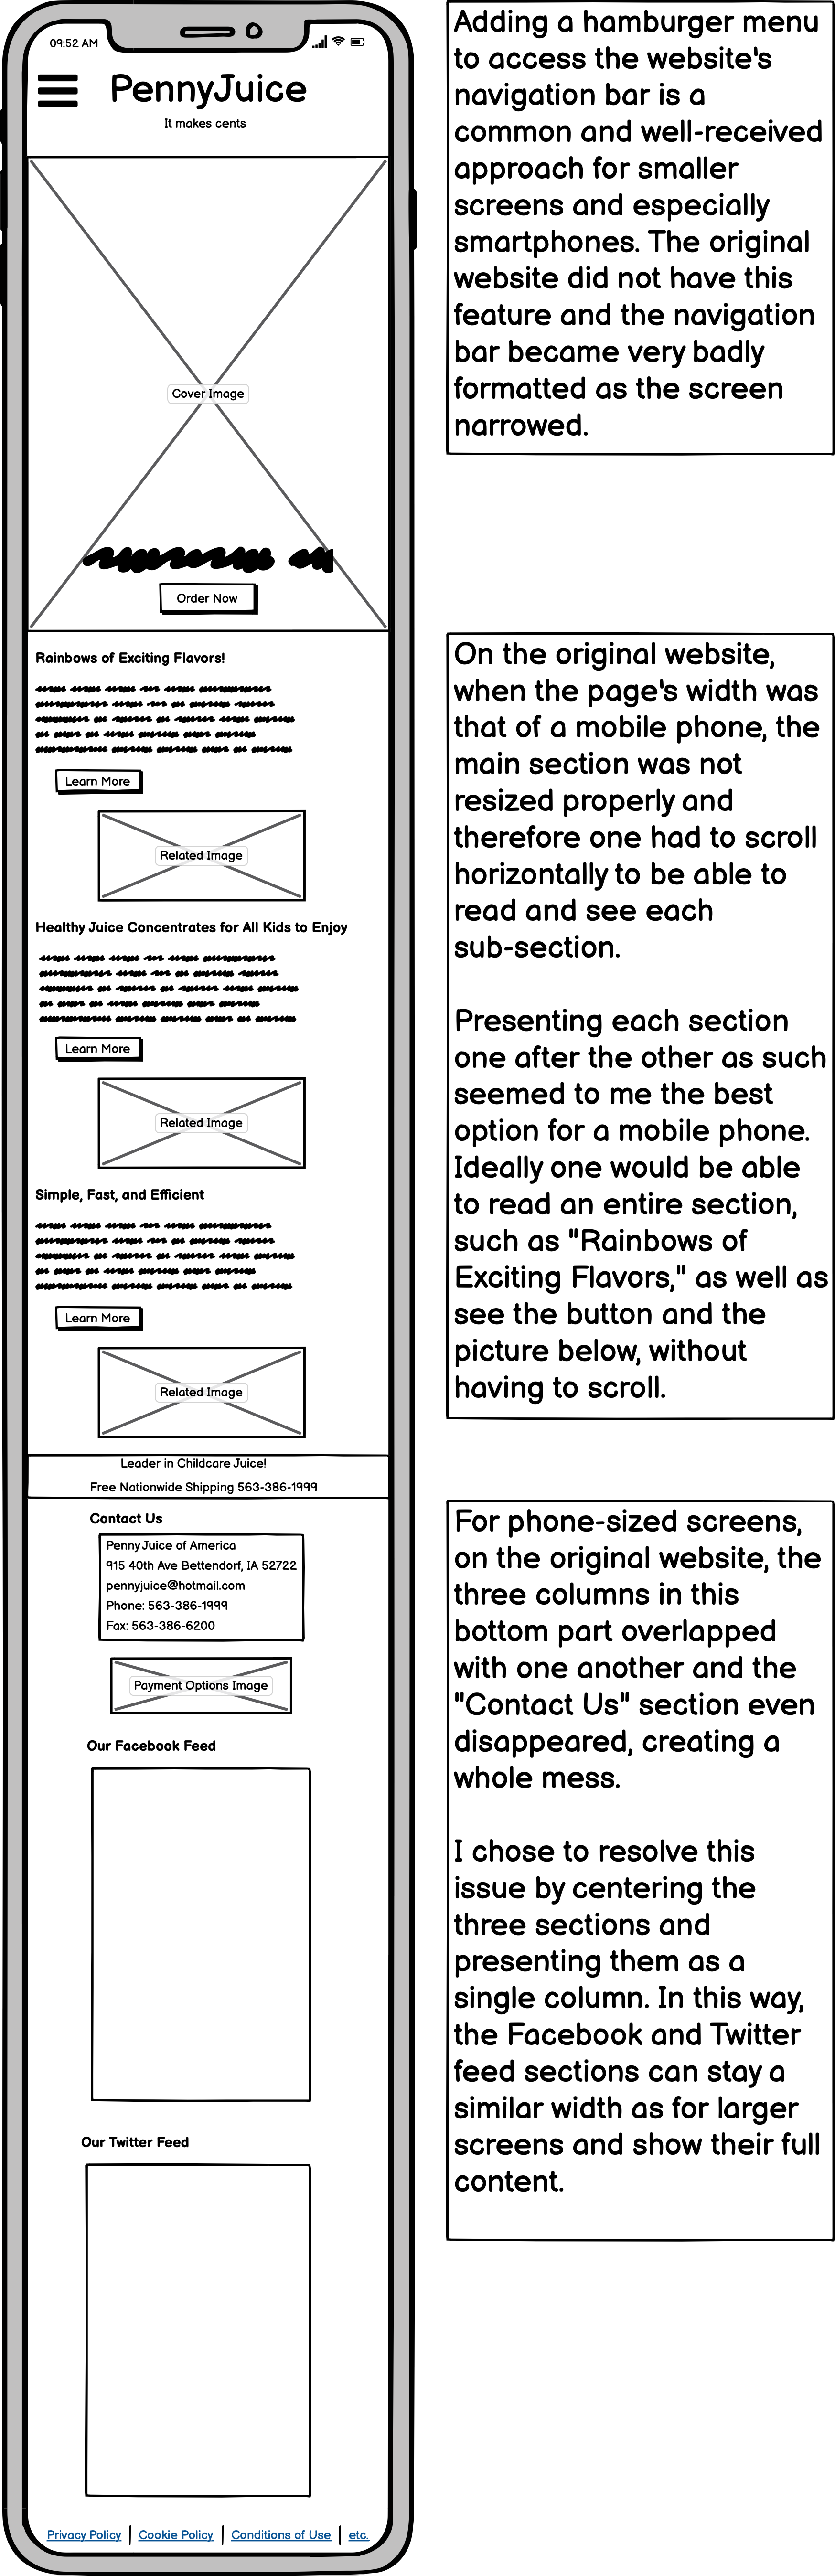 09:52 AM
PennyJuice
It makes cents
Cover Image
Order Now
Rainbows of Exciting Flavors!
Learn More
Related Image
Healthy Juice Concentrates for All Kids to Enjoy
Learn More
Related Image
Simple, Fast, and Efficient
Learn More
Related Image
Leader in Childcare Juice!
Free Nationwide Shipping 563-386-1999
Contact Us
PennyJuice of America
915 40th Ave Bettendorf, IA 52722
pennyjuice@hotmail.com
Phone: 563-386-1999
Fax: 563-386-6200
Payment Options Image
Our Facebook Feed
Our Twitter Feed
Privacy Policy | Cookie Policy | Conditions of Use | etc.
Adding a hamburger menu
to access the website's
navigation bar is a
common and well-received
approach for smaller
screens and especially
smartphones. The original
website did not have this
feature and the navigation
bar became very badly
formatted as the screen
narrowed.
On the original website,
when the page's width was
that of a mobile phone, the
main section was not
resized properly and
therefore one had to scroll
horizontally to be able to
read and see each
sub-section.
Presenting each section
one after the other as such
seemed to me the best
option for a mobile phone.
Ideally one would be able
to read an entire section,
such as "Rainbows of
Exciting Flavors," as well as
see the button and the
picture below, without
having to scroll.
For phone-sized screens,
on the original website, the
three columns in this
bottom part overlapped
with one another and the
"Contact Us" section even
disappeared, creating a
whole mess.
I chose to resolve this
issue by centering the
three sections and
presenting them as a
single column. In this way,
the Facebook and Twitter
feed sections can stay a
similar width as for larger
screens and show their full
content.